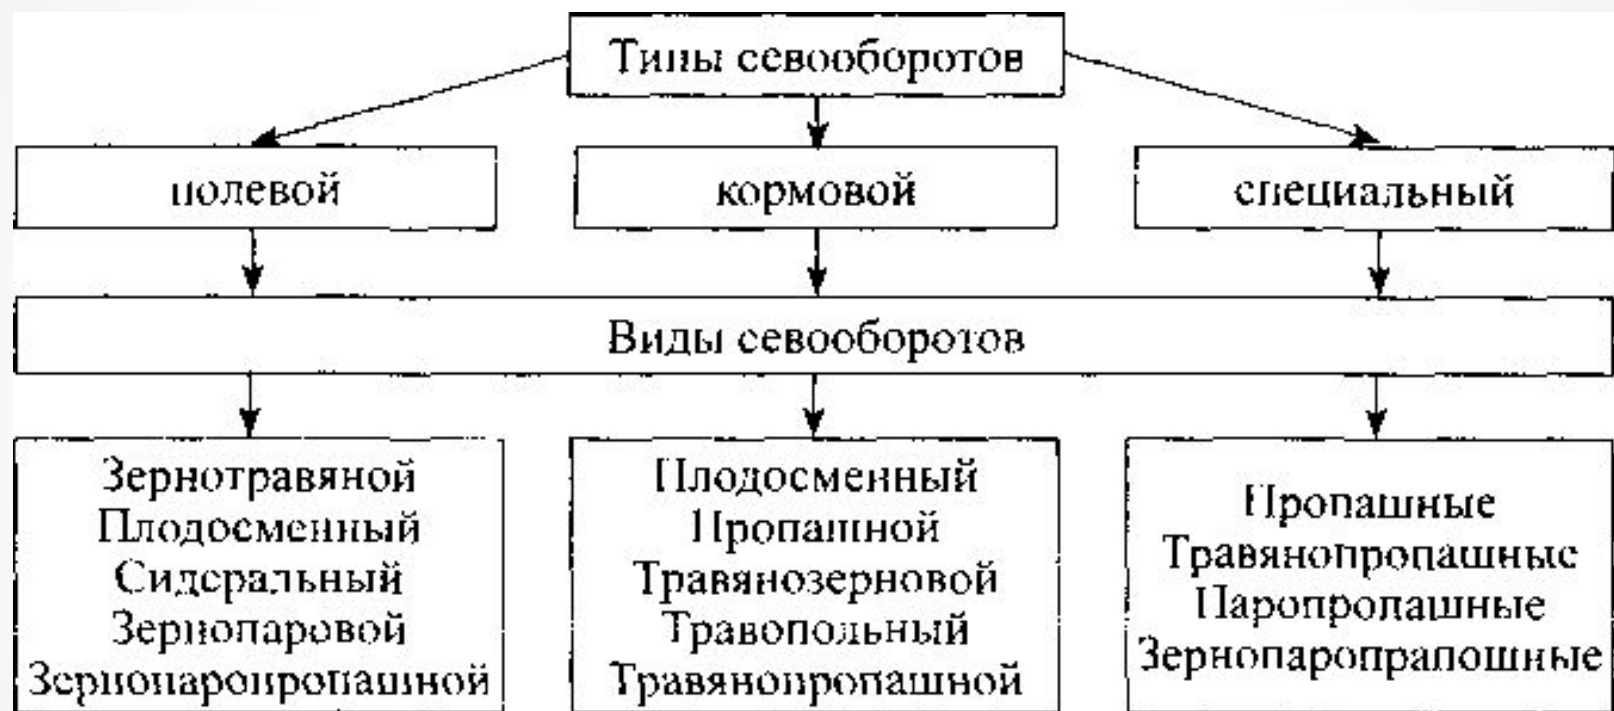 Типы севооборотов
полевой
кормовой
специальный
Виды севооборотов
Зернотравяной
Плодосменный
Сидеральный
Зернопаровой
Зернопаропропашной
Плодосменный
Пропашной
Травянозерновой
Травопольный
Травянопропашной
Пропашные
Травянопропашные
Паропропашные
Зернопаропрапошные